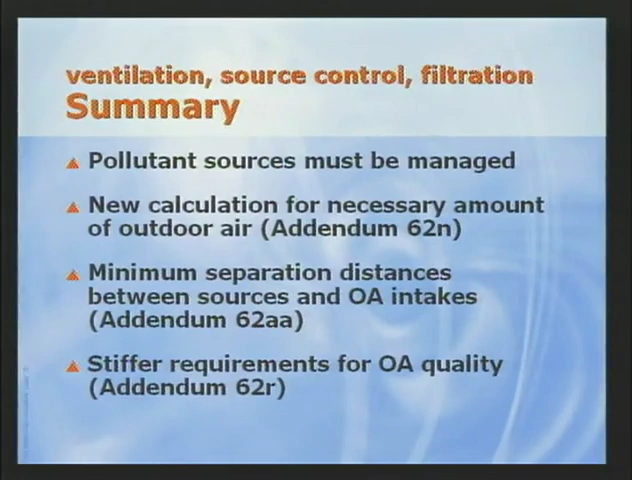 ventilation, source control, filtration
Summary
Pollutant sources must be managed
New calculation for necessary amount
of outdoor air (Addendum 62n)
Minimum separation distances
between sources and OA intakes
(Addendum 62aa)
Stiffer requirements for OA quality
(Addendum 62r)